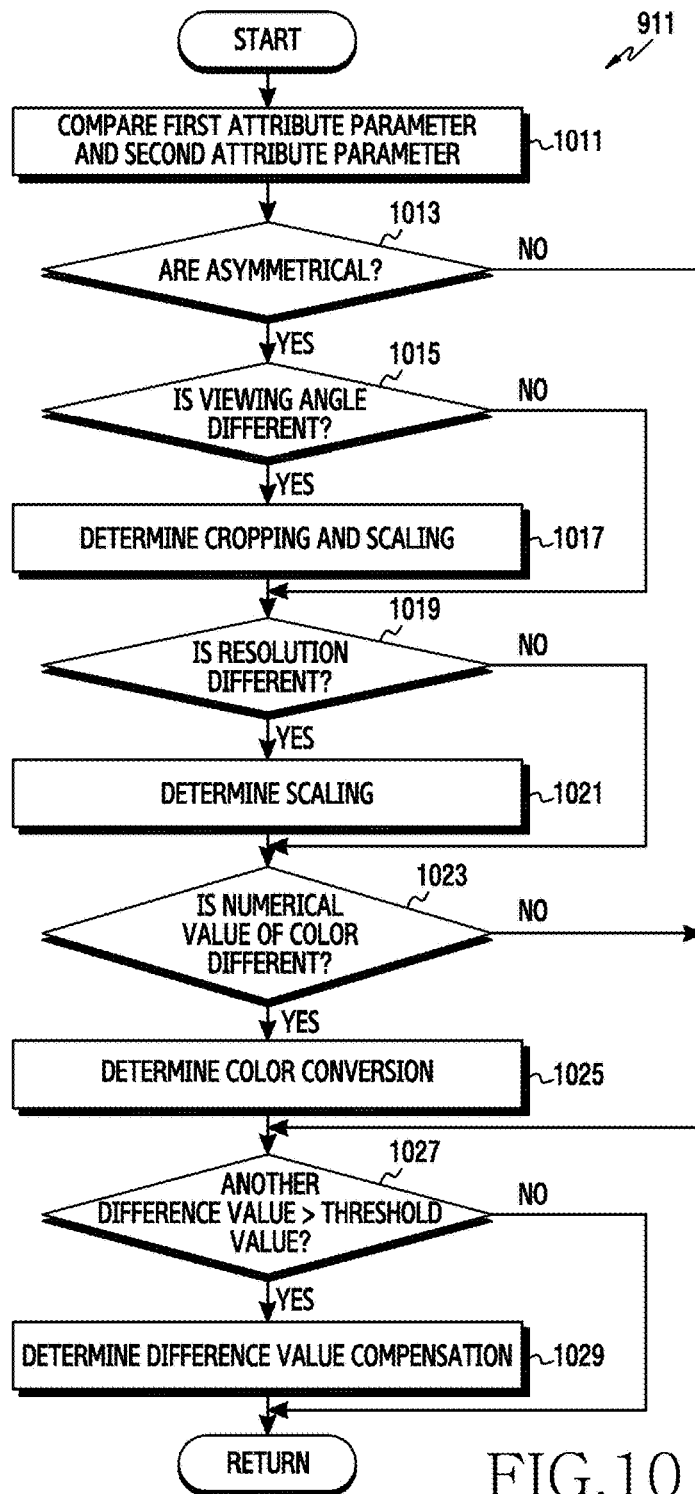 START
911
COMPARE FIRST ATTRIBUTE PARAMETER
AND SECOND ATTRIBUTE PARAMETER
1011
1013
ARE ASYMMETRICAL?
NO
YES
1015
IS VIEWING ANGLE
DIFFERENT?
NO
YES
DETERMINE CROPPING AND SCALING
1017
1019
IS RESOLUTION
DIFFERENT?
NO
YES
DETERMINE SCALING
1021
1023
IS NUMERICAL
VALUE OF COLOR
DIFFERENT?
NO
YES
DETERMINE COLOR CONVERSION
1025
1027
ANOTHER
DIFFERENCE VALUE > THRESHOLD
VALUE?
NO
YES
DETERMINE DIFFERENCE VALUE COMPENSATION
1029
RETURN
FIG.10